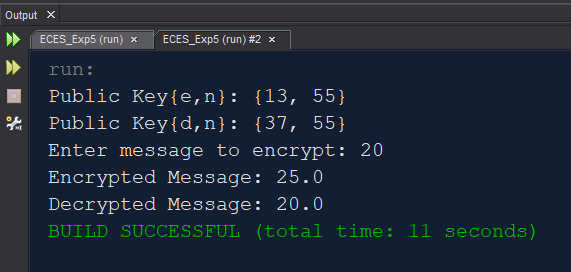 Output ×
ECES_Exp5 (run) × ECES_Exp5 (run) #2 ×
run:
Public Key{e,n}: {13, 55}
Public Key{d,n}: {37, 55}
Enter message to encrypt: 20
Encrypted Message: 25.0
Decrypted Message: 20.0
BUILD SUCCESSFUL (total time: 11 seconds)